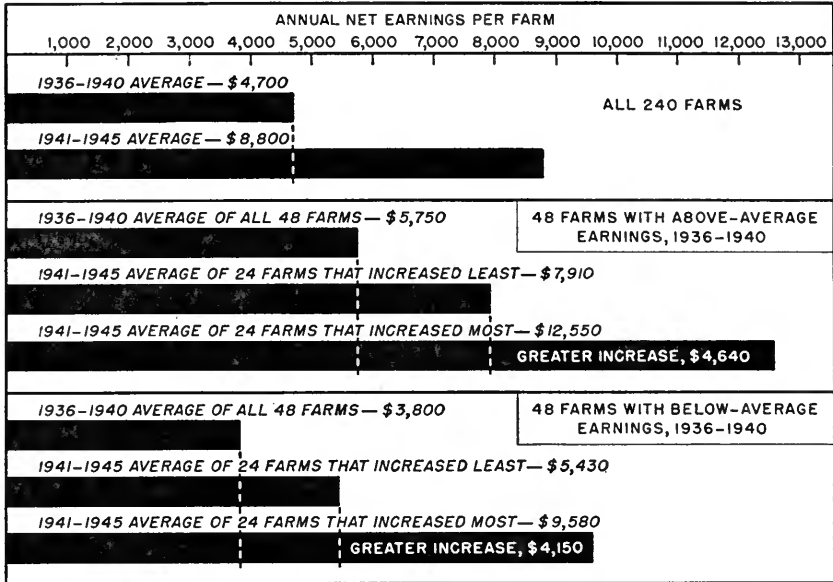 ANNUAL NET EARNINGS PER FARM
1,000 2,000 3,000 4,000 5,000 6,000 7,000 8,000 9,000 10,000 11,000 12,000 13,000
1936-1940 AVERAGE—$4,700
ALL 240 FARMS
1941-1945 AVERAGE—$8,800
1936-1940 AVERAGE OF ALL 48 FARMS—$5,750
48 FARMS WITH ABOVE-AVERAGE
EARNINGS, 1936-1940
1941-1945 AVERAGE OF 24 FARMS THAT INCREASED LEAST—$7,910
1941-1945 AVERAGE OF 24 FARMS THAT INCREASED MOST—$12,550
GREATER INCREASE, $4,640
1936-1940 AVERAGE OF ALL 48 FARMS—$3,800
48 FARMS WITH BELOW-AVERAGE
EARNINGS, 1936-1940
1941-1945 AVERAGE OF 24 FARMS THAT INCREASED LEAST—$5,430
1941-1945 AVERAGE OF 24 FARMS THAT INCREASED MOST—$9,580
GREATER INCREASE, $4,150